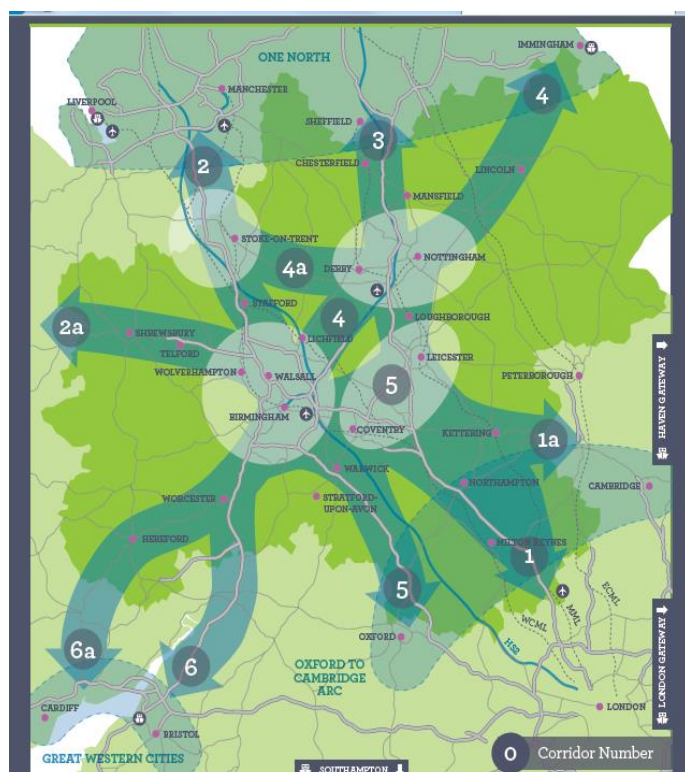 ONE NORTH
IMMINGHAM
MANCHESTER
LIVERPOOL
4
SHEFFIELD
3
2
CHESTERFIELD
LINCOLN
MANSFIELD
STOKE-ON-TRENT
NOTTINGHAM
4a
DERBY
STAFFORD
4
LOUGHBOROUGH
2a
SHREWSBURY
LICHFIELD
TELFORD
LEICESTER
HAVEN GATEWAY
WOLVERHAMPTON
WALSALL
5
PETERBOROUGH
BIRMINGHAM
COVENTRY
KETTERING
1a
WARWICK
NORTHAMPTON
CAMBRIDGE
WORCESTER
STRATFORD-
UPON-AVON
HEREFORD
MILTON KEYNES
1
5
ECML
MML
WCML
OXFORD
HS2
6a
6
OXFORD TO
CAMBRIDGE
ARC
LONDON GATEWAY
LONDON
CARDIFF
BRISTOL
GREAT WESTERN CITIES
0 Corridor Number
SOUTHAMPTON